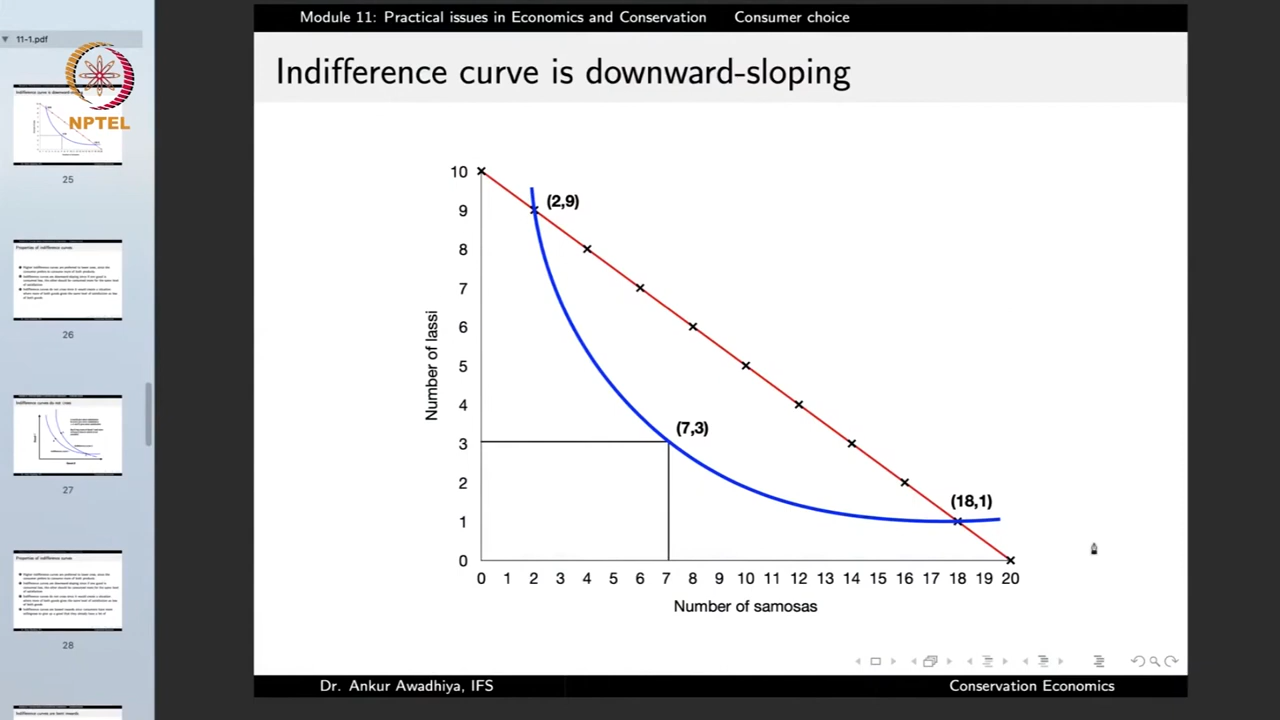 Module 11: Practical issues in Economics and Conservation Consumer choice
11-1.pdf
NPTEL
25
26
27
28
Indifference curve is downward-sloping
10
9
8
7
6
5
4
3
2
1
0
Number of lassi
(2,9)
(7,3)
(18,1)
0 1 2 3 4 5 6 7 8 9 10 11 12 13 14 15 16 17 18 19 20
Number of samosas
Dr. Ankur Awadhiya, IFS Conservation Economics